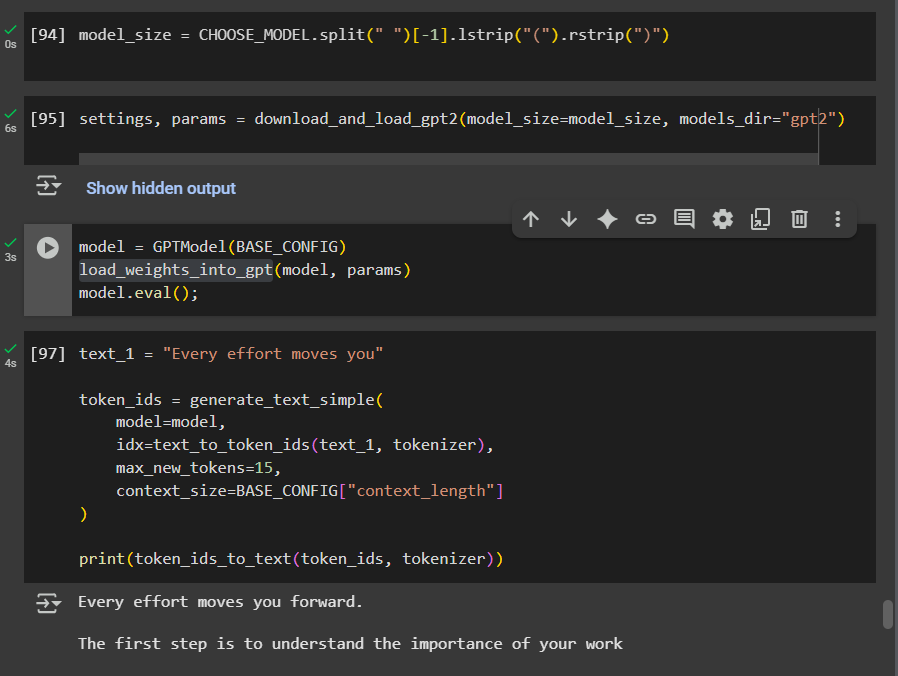 [94] model_size = CHOOSE_MODEL.split(" ")[-1].lstrip("(").rstrip(")")
0s
[95] settings, params = download_and_load_gpt2(model_size=model_size, models_dir="gpt2")
6s
Show hidden output
model = GPTModel(BASE_CONFIG)
3s
load_weights_into_gpt(model, params)
model.eval();
[97] text_1 = "Every effort moves you"
4s
token_ids = generate_text_simple(
    model=model,
    idx=text_to_token_ids(text_1, tokenizer),
    max_new_tokens=15,
    context_size=BASE_CONFIG["context_length"]
)
print(token_ids_to_text(token_ids, tokenizer))
Every effort moves you forward.
The first step is to understand the importance of your work